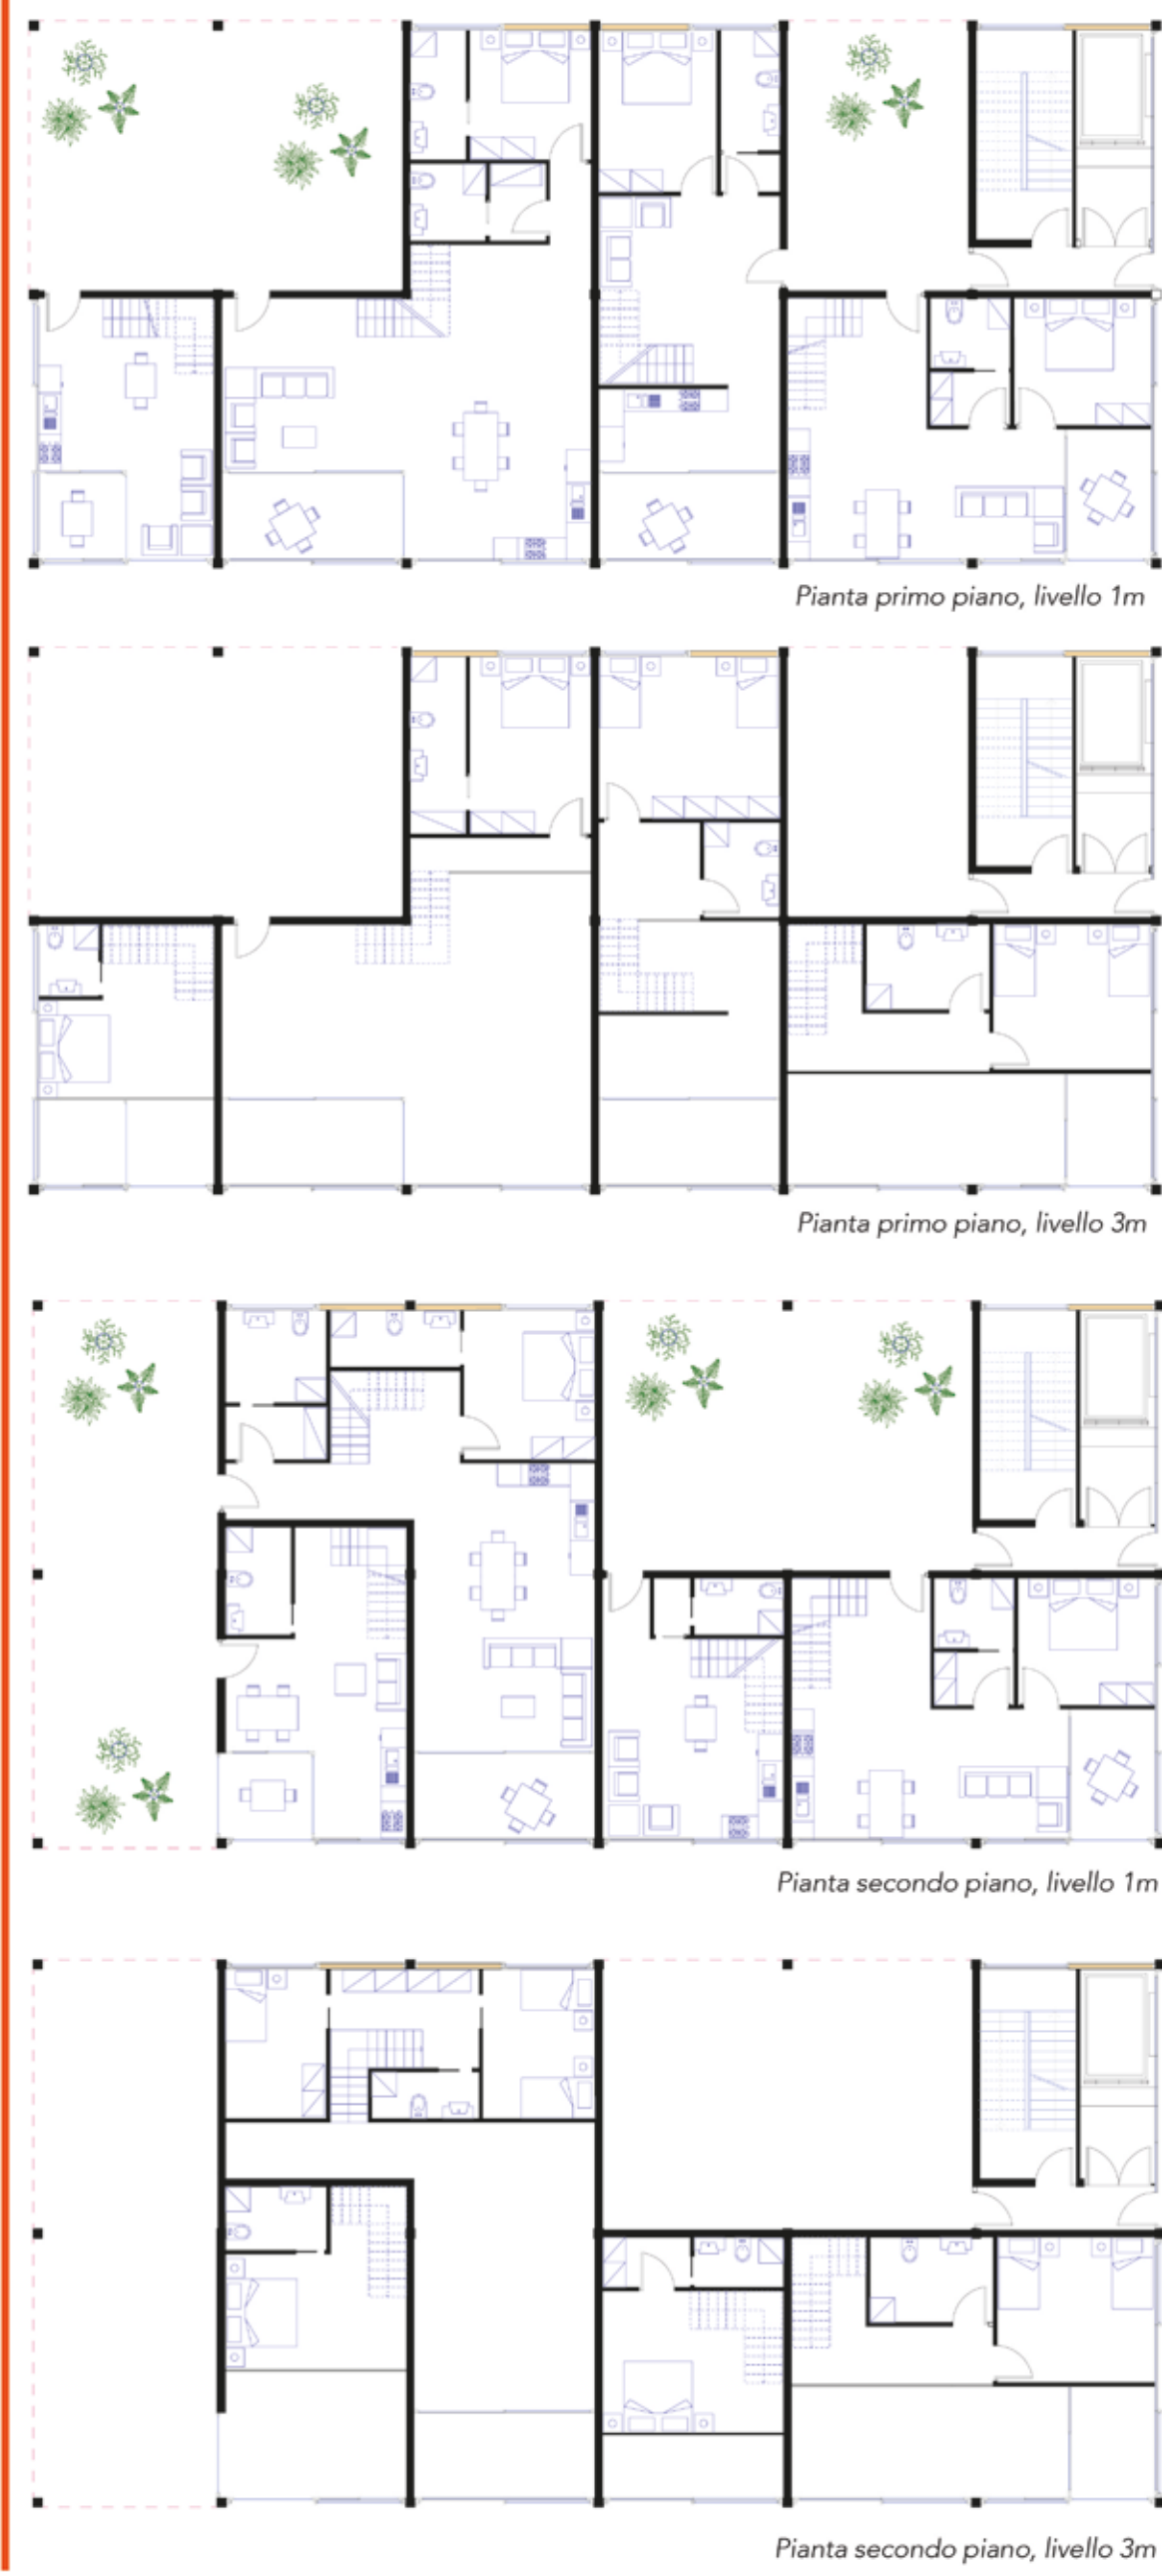 Pianta primo piano, livello 1m
Pianta primo piano, livello 3m
Pianta secondo piano, livello 1m
Pianta secondo piano, livello 3m